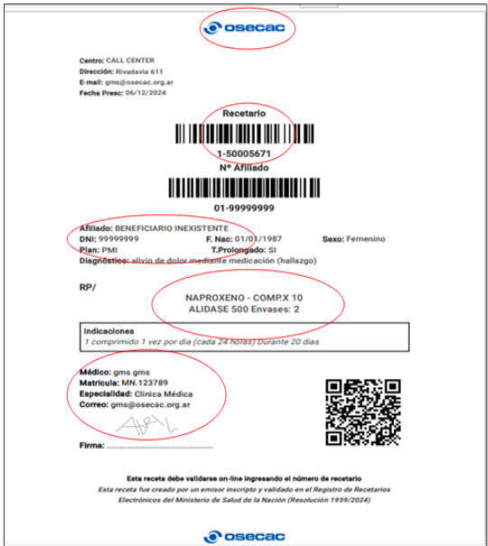 osecac
Centro: CALL CENTER
Dirección: Rivadavia 611
E-mail: gms@osecac.org.ar
Fecha Presc: 06/12/2024
Recetario
1-50005671
N° Afiliado
01-99999999
Afiliado: BENEFICIARIO INEXISTENTE
DNI: 99999999 F. Nac: 01/01/1987 Sexo: Femenino
Plan: PMI T.Prolongado: SI
Diagnóstico: alivio de dolor mediante medicación (hallazgo)
RP/
NAPROXENO - COMP.X 10
ALIDASE 500 Envases: 2
Indicaciones
1 comprimido 1 vez por dia (cada 24 horas) Durante 20 dias
Médico: gms gms
Matrícula: MN.123789
Especialidad: Clinica Médica
Correo: gms@osecac.org.ar
Firma:
Esta receta debe validarse on-line ingresando el número de recetario
Esta receta fue creado por un emisor inscripto y validado en el Registro de Recetarios
Electrónicos del Ministerio de Salud de la Nación (Resolución 1959/2024)
osecac